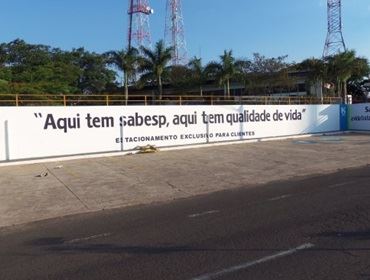 "Aqui tem sabesp, aqui tem qualidade de vida"
ESTACIONAMENTO EXCLUSIVO PARA CLIENTES